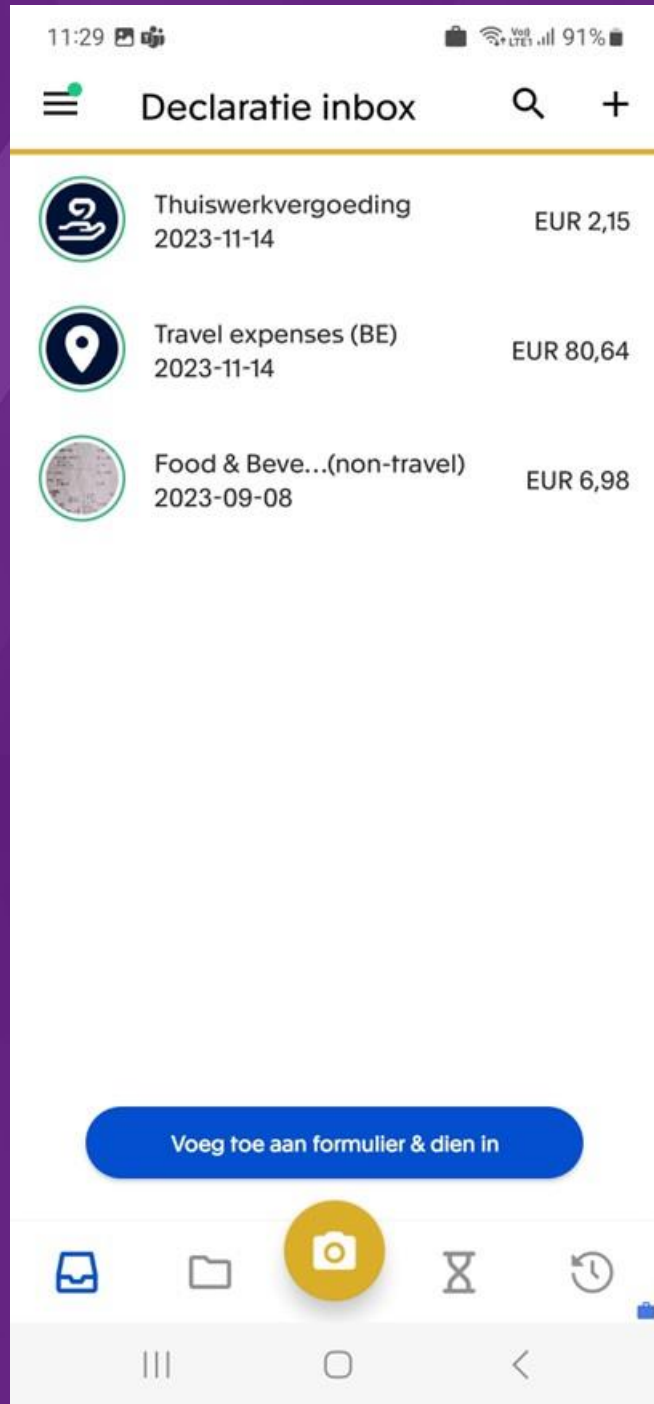 11:29
91%
Declaratie inbox
Thuiswerkvergoeding
2023-11-14
EUR 2,15
Travel expenses (BE)
2023-11-14
EUR 80,64
Food & Beve...(non-travel)
2023-09-08
EUR 6,98
Voeg toe aan formulier & dien in